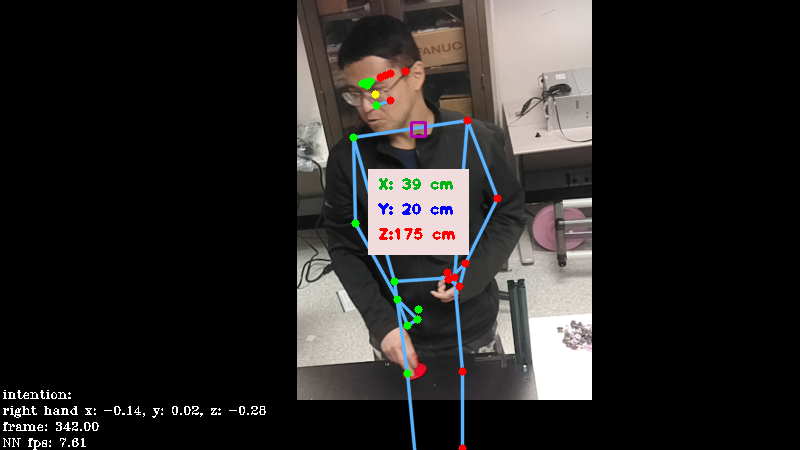 FANUC
X: 39 cm
Y: 20 cm
Z:175 cm
intention:
right hand x: -0.14, y: 0.02, z: -0.28
frame: 342.00
NN fps: 7.61